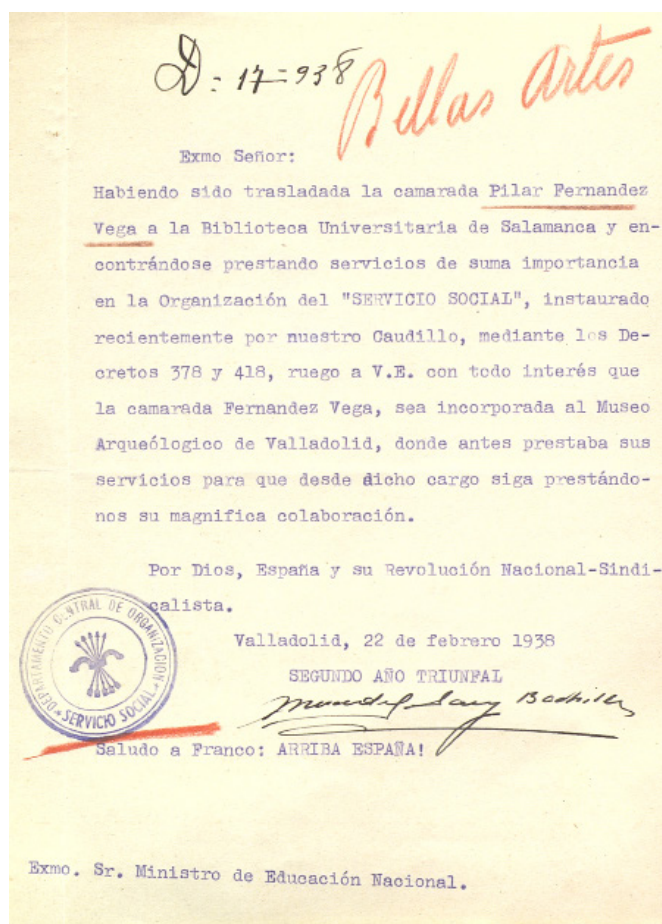 D. 17-938
Bellas Artes
Exmo Señor:
Habiendo sido trasladada la camarada Pilar Fernandez
Vega a la Biblioteca Universitaria de Salamanca y en-
contrándose prestando servicios de suma importancia
en la Organización del "SERVICIO SOCIAL", instaurado
recientemente por nuestro Caudillo, mediante los De-
cretos 378 y 418, ruego a V.E. con todo interés que
la camarada Fernandez Vega, sea incorporada al Museo
Arqueólogico de Valladolid, donde antes prestaba sus
servicios para que desde dicho cargo siga prestándo-
nos su magnifica colaboración.
Por Dios, España y su Revolución Nacional-Sindi-
calista.
DEPARTAMENTO CENTRAL DE ORGANIZACION
SERVICIO SOCIAL
Valladolid, 22 de febrero 1938
SEGUNDO AÑO TRIUNFAL
Bachiller
Saludo a Franco: ARRIBA ESPAÑA!
Exmo. Sr. Ministro de Educación Nacional.